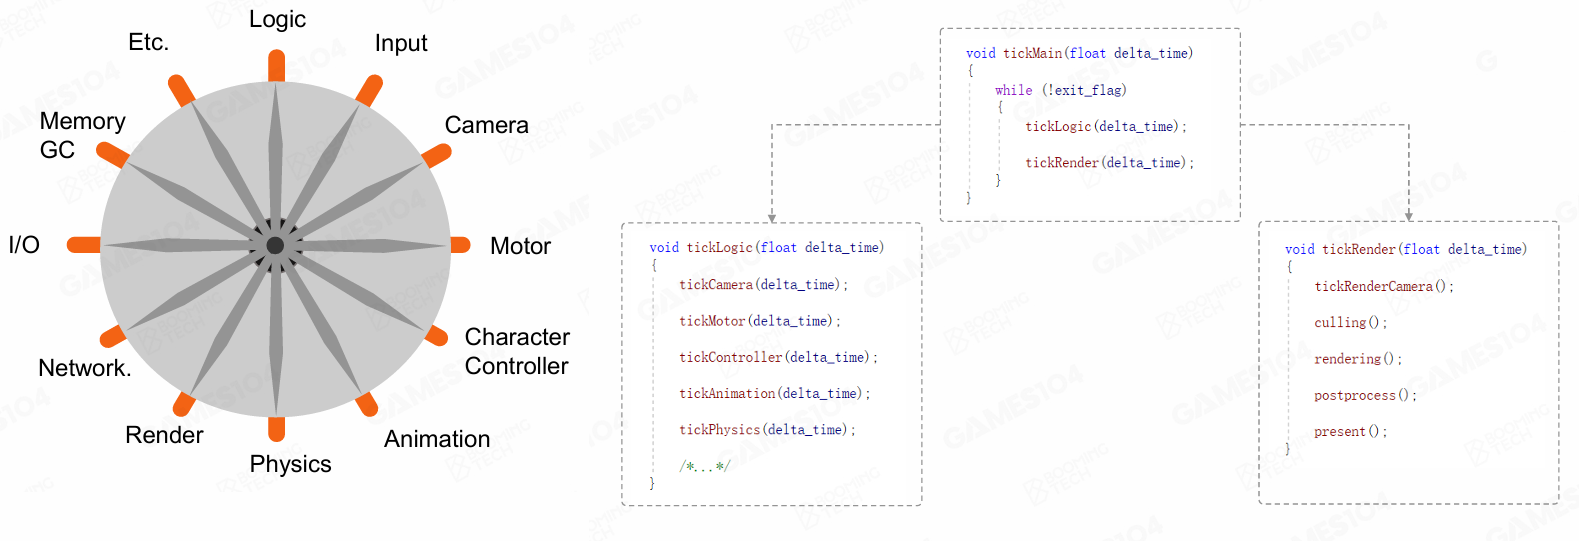 Logic
Input
Camera
Motor
Character
Controller
Animation
Physics
Render
Network.
I/O
Memory
GC
Etc.
void tickMain(float delta_time)
{
while (!exit_flag)
{
tickLogic(delta_time);
tickRender(delta_time);
}
}
void tickLogic(float delta_time)
{
tickCamera(delta_time);
tickMotor(delta_time);
tickController(delta_time);
tickAnimation(delta_time);
tickPhysics(delta_time);
/*...*/
}
void tickRender(float delta_time)
{
tickRenderCamera();
culling();
rendering();
postprocess();
present();
}
GAMES104
BOOMING
TECH